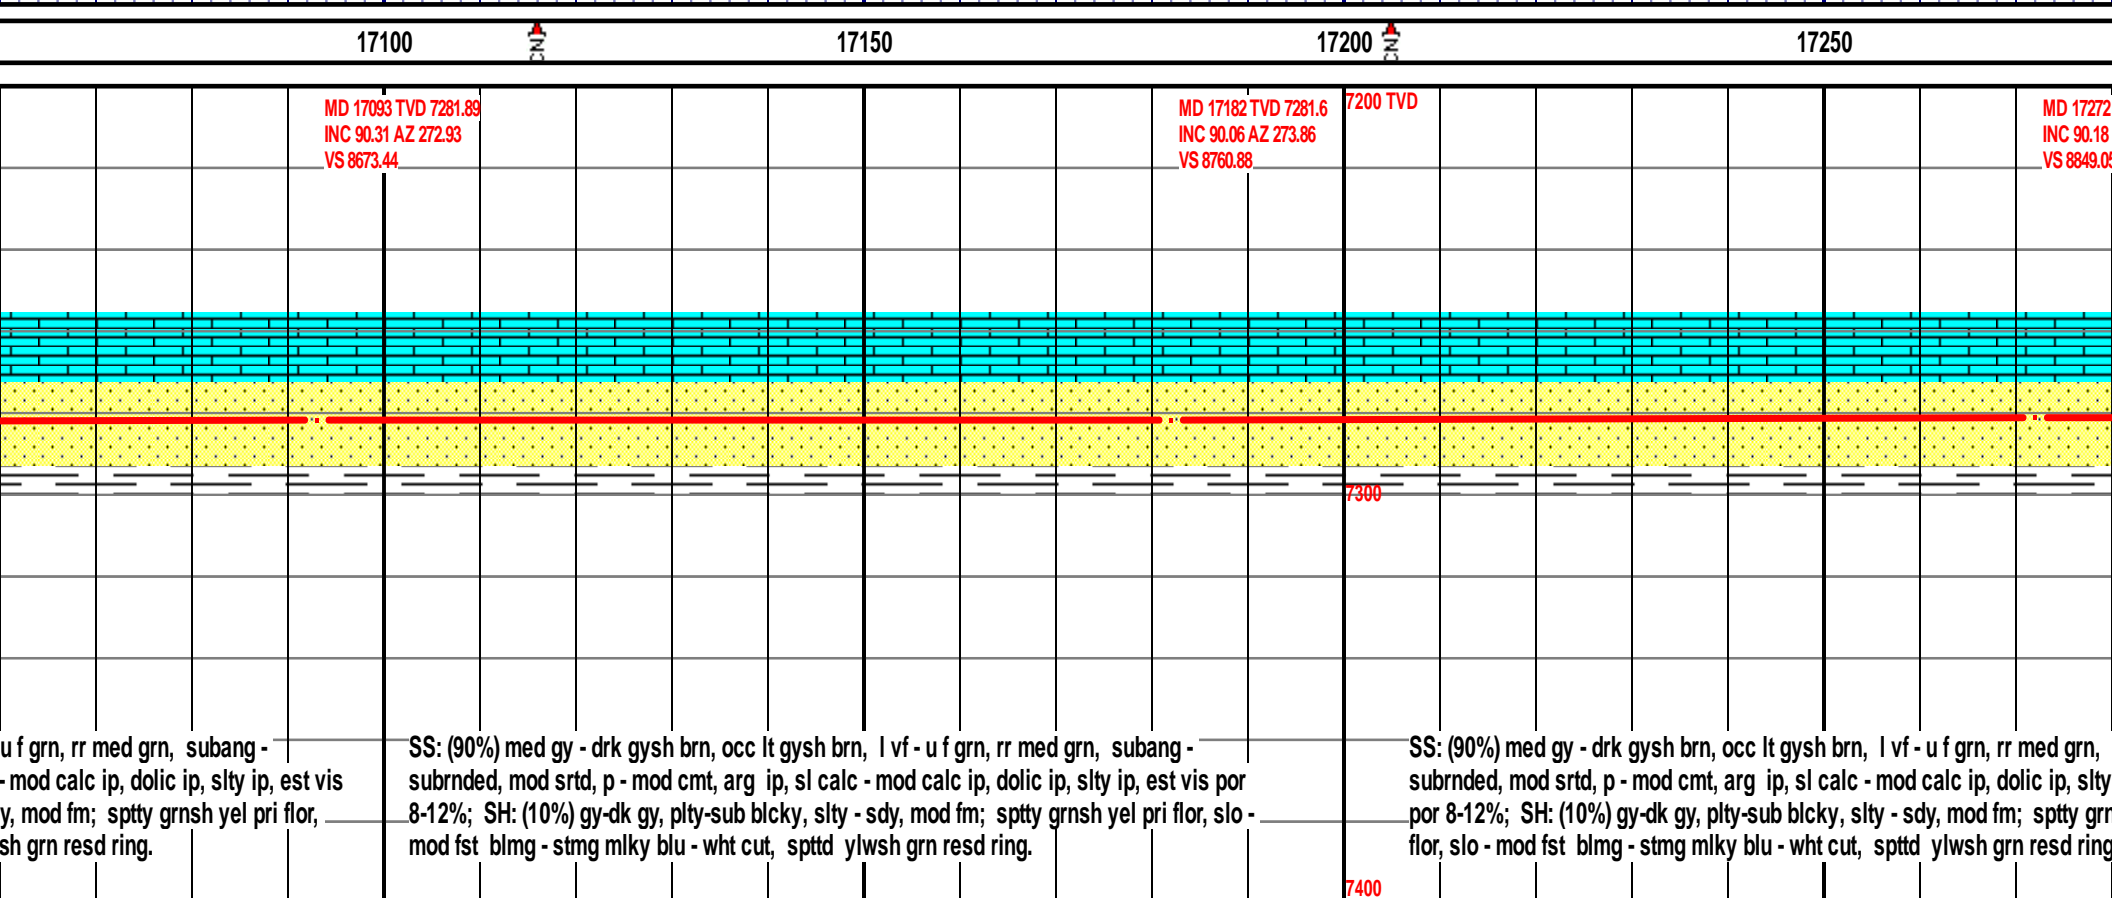 17100 CN 17150 17200 CN 17250
MD 17093 TVD 7281.89
INC 90.31 AZ 272.93
VS 8673.44
MD 17182 TVD 7281.6
INC 90.06 AZ 273.86
VS 8760.88
7200 TVD
MD 17272
INC 90.18
VS 8849.05
7300
u f grn, rr med grn, subang -
- mod calc ip, dolic ip, slty ip, est vis
y, mod fm; sptty grnsh yel pri flor,
sh grn resd ring.
SS: (90%) med gy - drk gysh brn, occ lt gysh brn, l vf - u f grn, rr med grn, subang -
subrnded, mod srtd, p - mod cmt, arg ip, sl calc - mod calc ip, dolic ip, slty ip, est vis por
8-12%; SH: (10%) gy-dk gy, plty-sub blcky, slty - sdy, mod fm; sptty grnsh yel pri flor, slo -
mod fst blmg - stmg mlky blu - wht cut, spttd ylwsh grn resd ring.
SS: (90%) med gy - drk gysh brn, occ lt gysh brn, l vf - u f grn, rr med grn,
subrnded, mod srtd, p - mod cmt, arg ip, sl calc - mod calc ip, dolic ip, slty
por 8-12%; SH: (10%) gy-dk gy, plty-sub blcky, slty - sdy, mod fm; sptty grn
flor, slo - mod fst blmg - stmg mlky blu - wht cut, spttd ylwsh grn resd ring
7400